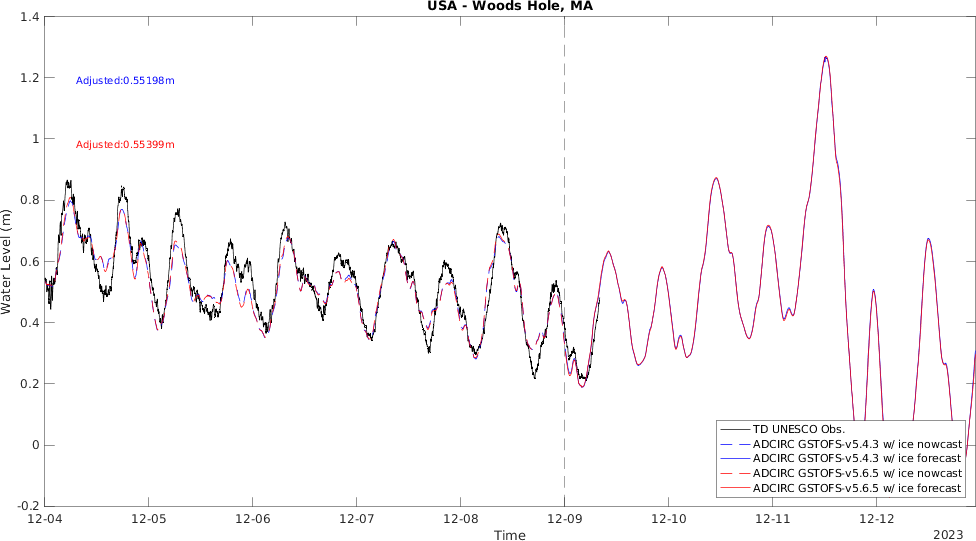 USA - Woods Hole, MA
1.4
1.2
1
0.8
0.6
0.4
0.2
0
-0.2
Water Level (m)
Adjusted:0.55198m
Adjusted:0.55399m
TD UNESCO Obs.
ADCIRC GSTOFS-v5.4.3 w/ ice nowcast
ADCIRC GSTOFS-v5.4.3 w/ ice forecast
ADCIRC GSTOFS-v5.6.5 w/ ice nowcast
ADCIRC GSTOFS-v5.6.5 w/ ice forecast
12-04 12-05 12-06 12-07 12-08 12-09 12-10 12-11 12-12
Time
2023